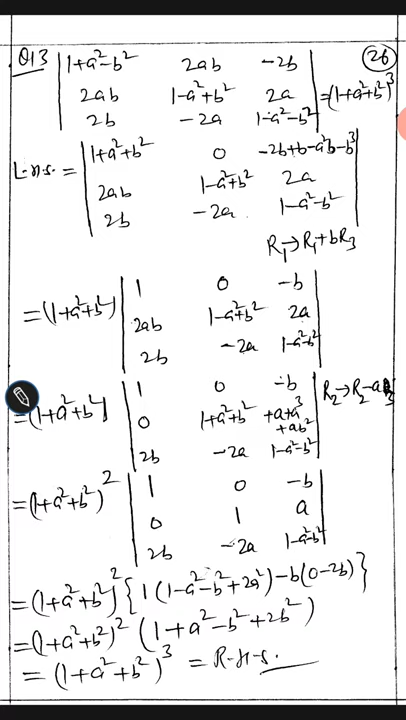 Q13 | 1+a²-b² 2ab -2b | (26)
| 2ab 1-a²+b² 2a | = (1+a²+b²)³
| 2b -2a 1-a²-b² |
L.H.S. = | 1+a²+b² 0 -2b+b-a²b-b³ |
| 2ab 1-a²+b² 2a |
| 2b -2a 1-a²-b² |
R₁→R₁+bR₃
= (1+a²+b²) | 1 0 -b |
| 2ab 1-a²+b² 2a |
| 2b -2a 1-a²-b² |
= (1+a²+b²) | 1 0 -b | R₂→R₂-aR₃
| 0 1+a²+b² +a+a³+ab² |
| 2b -2a 1-a²-b² |
= (1+a²+b²)² | 1 0 -b |
| 0 1 a |
| 2b -2a 1-a²-b² |
= (1+a²+b²)² { 1(1-a²-b²+2a²)-b(0-2b) }
= (1+a²+b²)² (1+a²-b²+2b²)
= (1+a²+b²)³ = R.H.S.